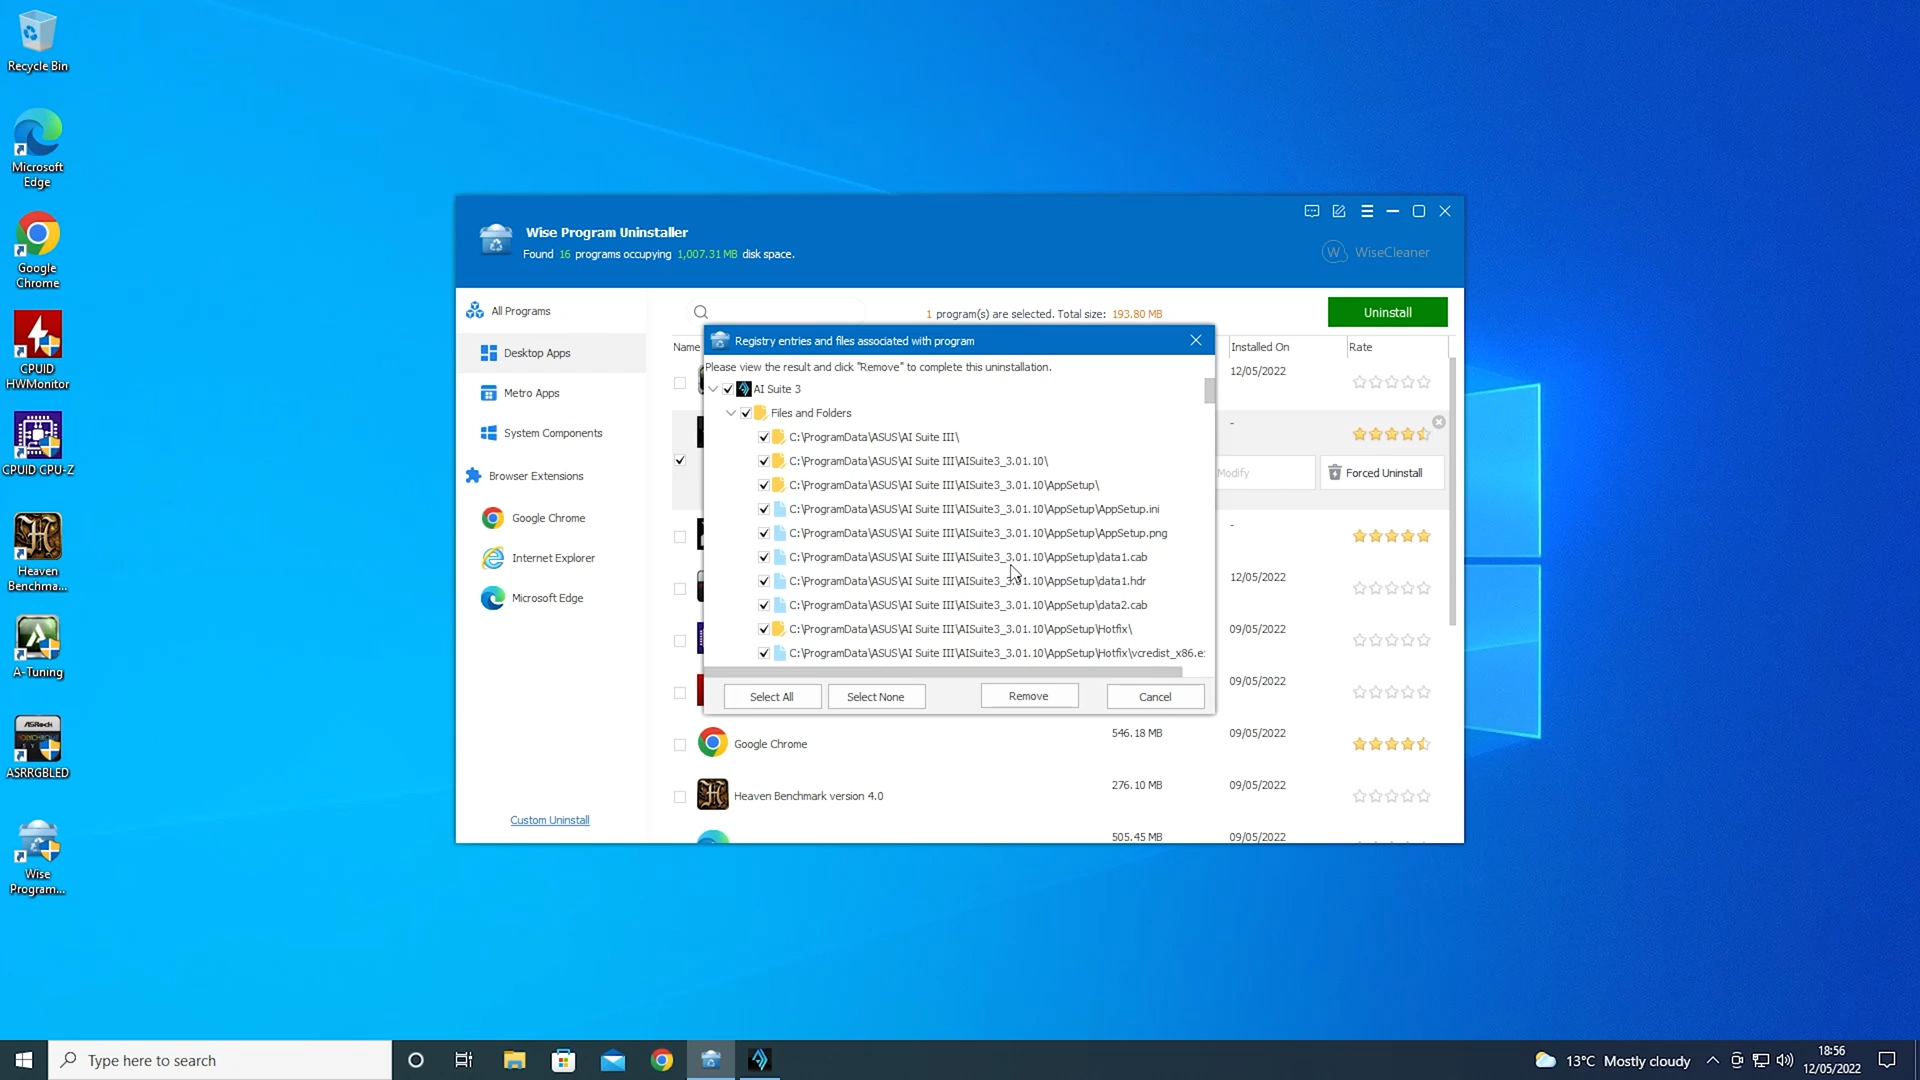 Recycle Bin
Microsoft
Edge
Google
Chrome
CPUID
HWMonitor
CPUID CPU-Z
Heaven
Benchma...
A-Tuning
ASRRGBLED
Wise
Program...
Wise Program Uninstaller
Found 16 programs occupying 1,007.31 MB disk space.
WiseCleaner
All Programs
Desktop Apps
Metro Apps
System Components
Browser Extensions
Google Chrome
Internet Explorer
Microsoft Edge
Custom Uninstall
1 program(s) are selected. Total size: 193.80 MB
Uninstall
Name
Installed On
Rate
12/05/2022
-
Modify
Forced Uninstall
-
12/05/2022
09/05/2022
09/05/2022
Registry entries and files associated with program
Please view the result and click "Remove" to complete this uninstallation.
AI Suite 3
Files and Folders
C:\ProgramData\ASUS\AI Suite III\
C:\ProgramData\ASUS\AI Suite III\AISuite3_3.01.10\
C:\ProgramData\ASUS\AI Suite III\AISuite3_3.01.10\AppSetup\
C:\ProgramData\ASUS\AI Suite III\AISuite3_3.01.10\AppSetup\AppSetup.ini
C:\ProgramData\ASUS\AI Suite III\AISuite3_3.01.10\AppSetup\AppSetup.png
C:\ProgramData\ASUS\AI Suite III\AISuite3_3.01.10\AppSetup\data1.cab
C:\ProgramData\ASUS\AI Suite III\AISuite3_3.01.10\AppSetup\data1.hdr
C:\ProgramData\ASUS\AI Suite III\AISuite3_3.01.10\AppSetup\data2.cab
C:\ProgramData\ASUS\AI Suite III\AISuite3_3.01.10\AppSetup\Hotfix\
C:\ProgramData\ASUS\AI Suite III\AISuite3_3.01.10\AppSetup\Hotfix\vcredist_x86.e
Select All
Select None
Remove
Cancel
Google Chrome
546.18 MB
09/05/2022
Heaven Benchmark version 4.0
276.10 MB
09/05/2022
505.45 MB
09/05/2022
Type here to search
13°C Mostly cloudy
18:56
12/05/2022